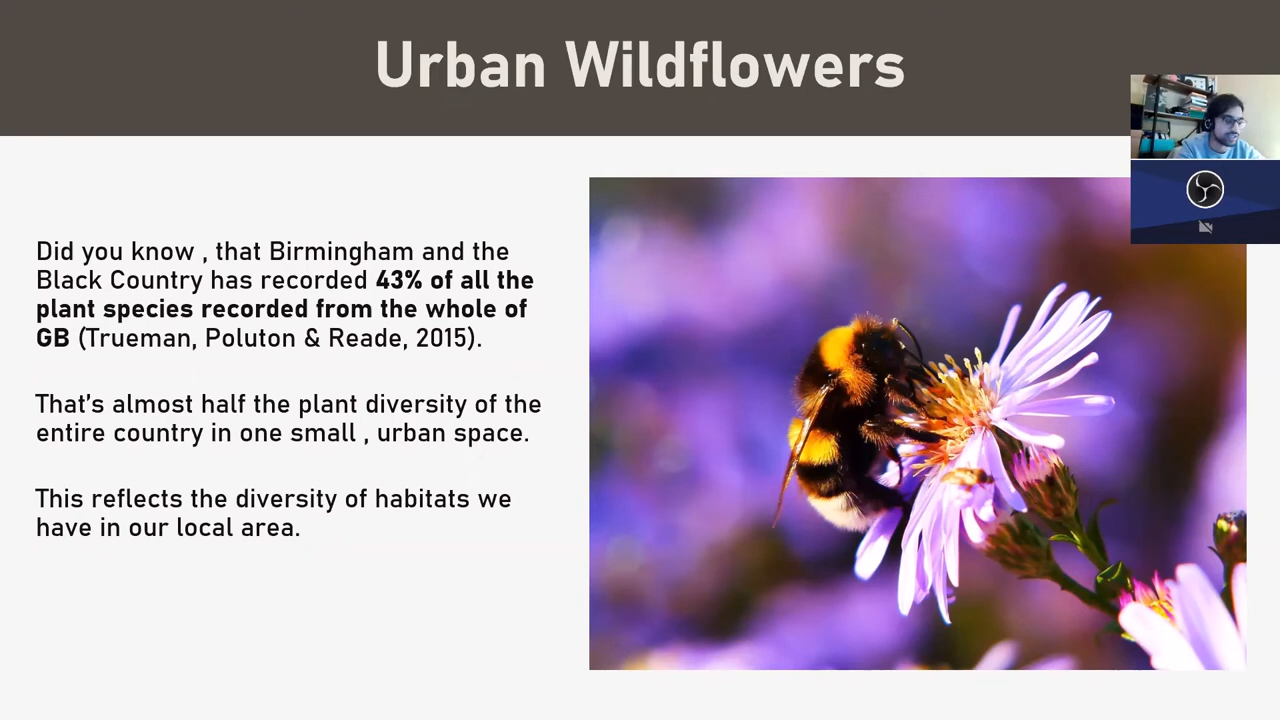 Urban Wildflowers
Did you know , that Birmingham and the
Black Country has recorded 43% of all the
plant species recorded from the whole of
GB (Trueman, Poluton & Reade, 2015).
That's almost half the plant diversity of the
entire country in one small , urban space.
This reflects the diversity of habitats we
have in our local area.